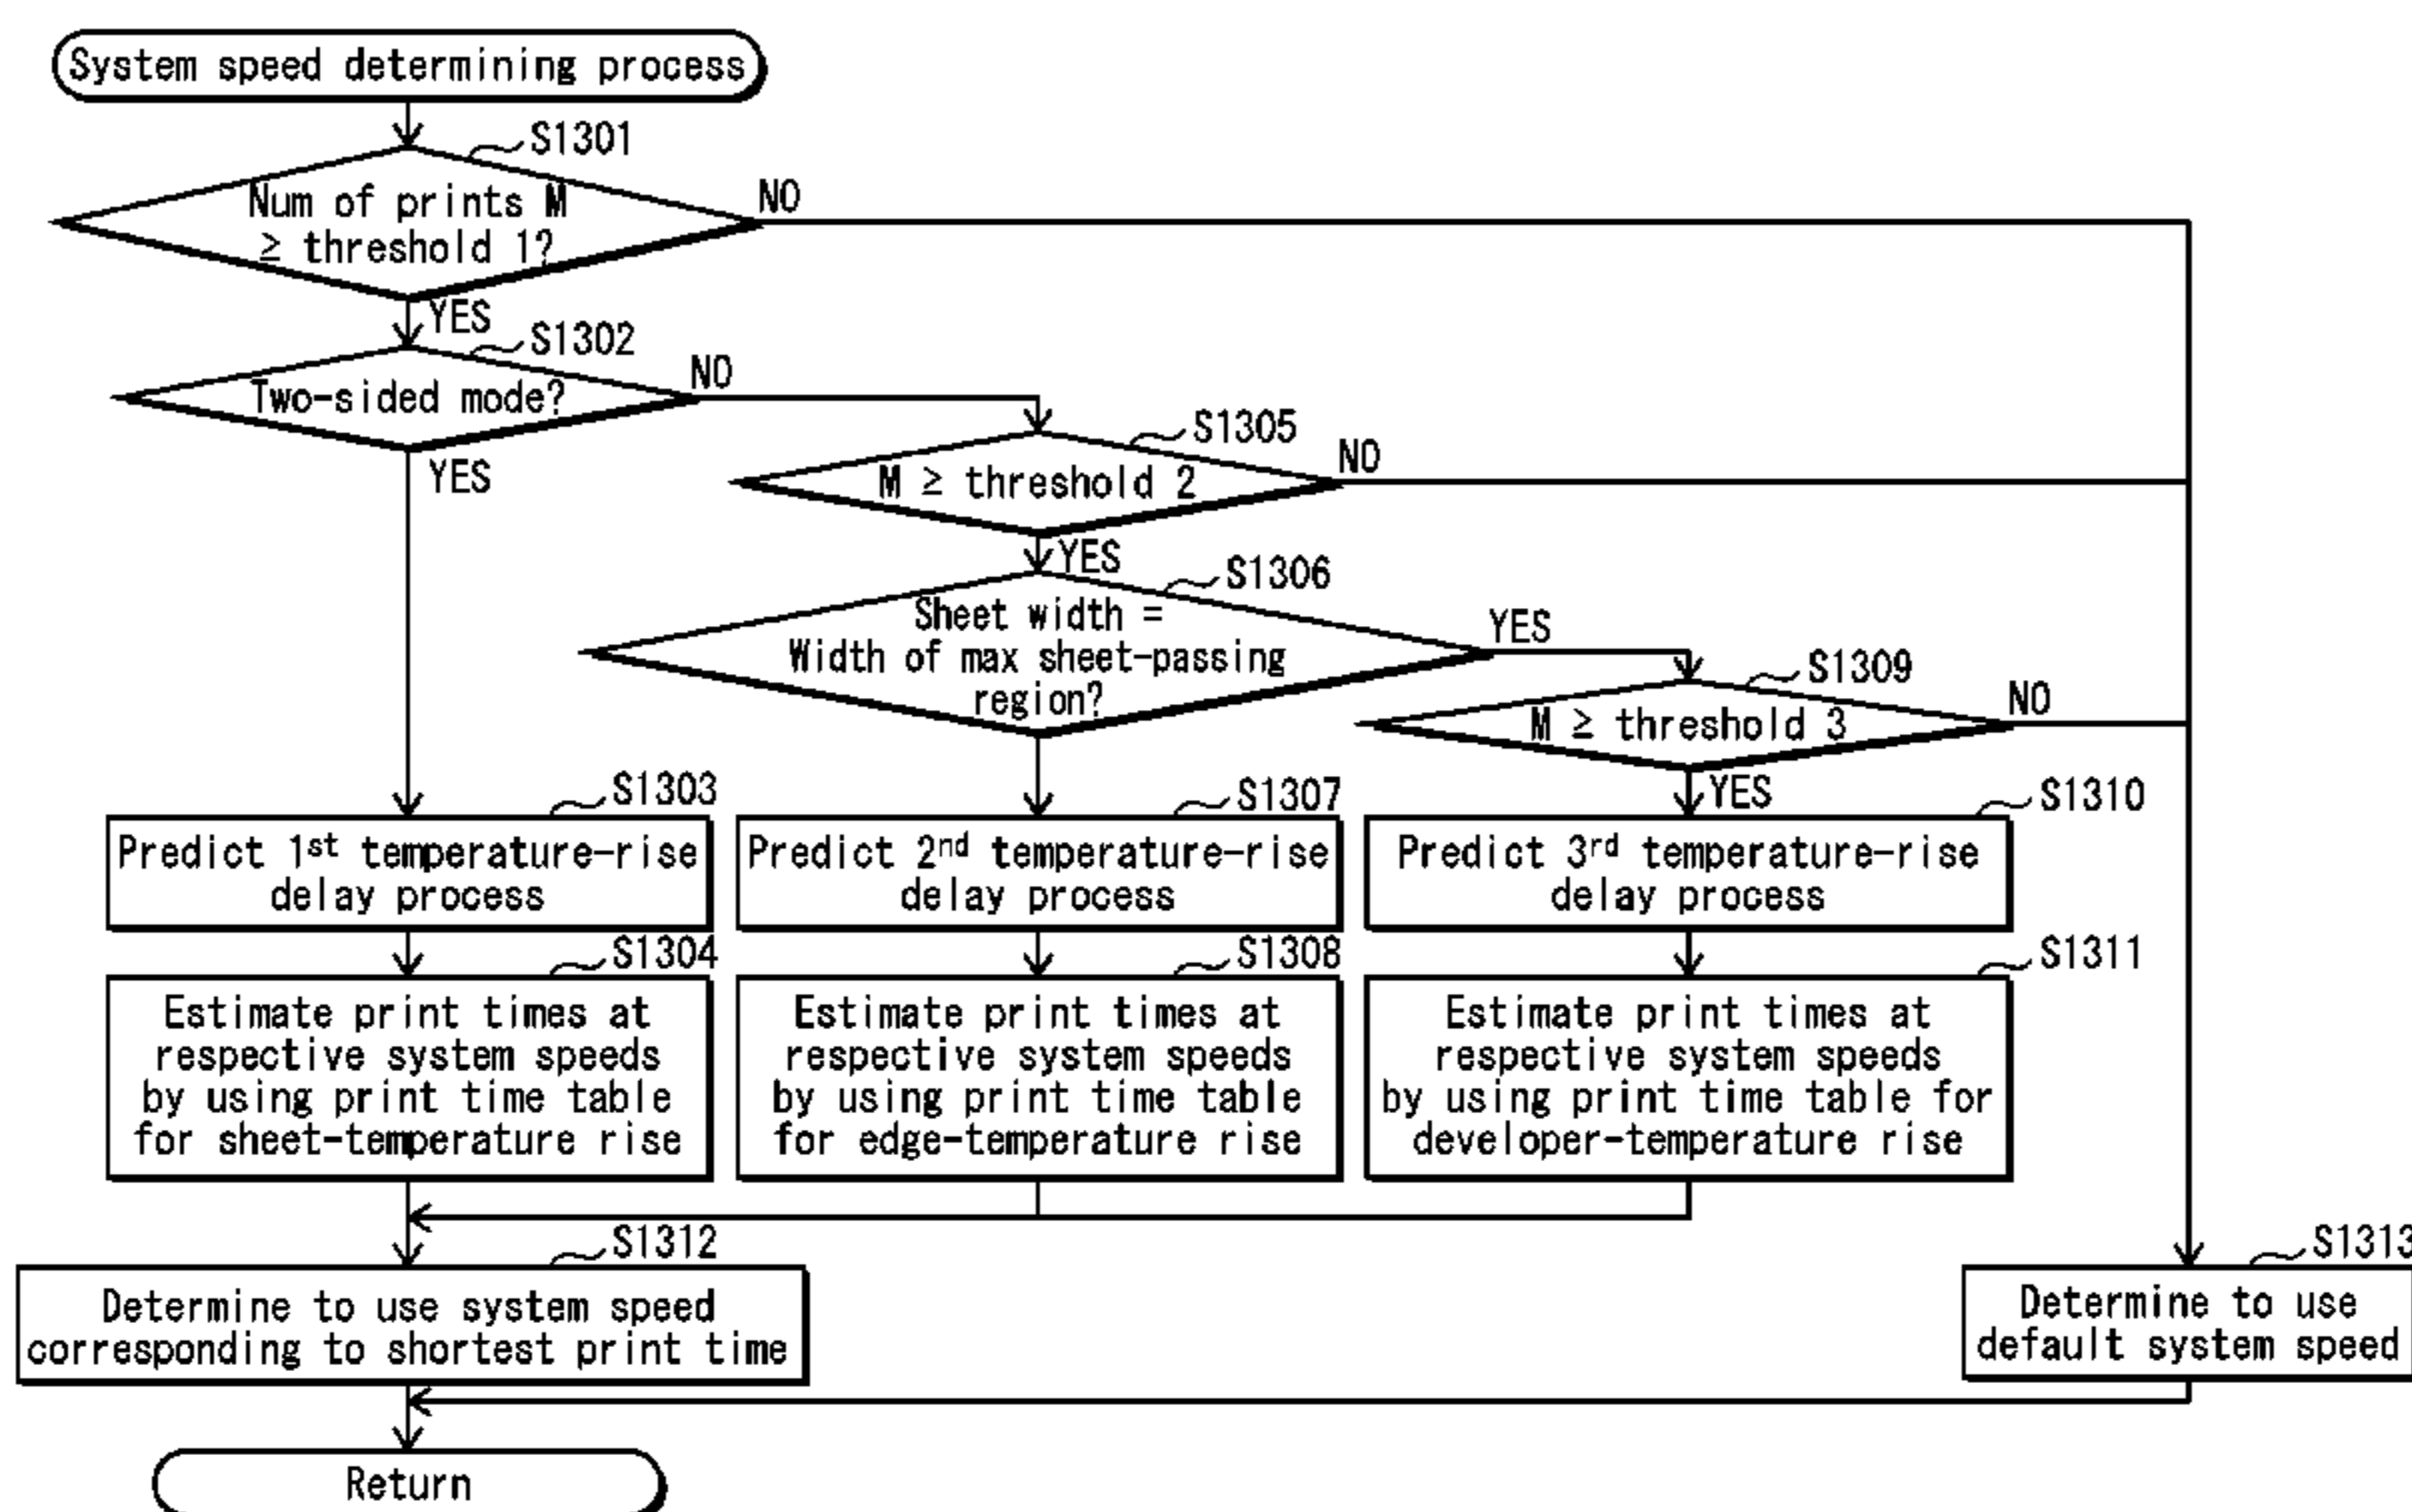 System speed determining process
S1301
Num of prints M
≥ threshold 1?
NO
YES
S1302
Two-sided mode?
NO
YES
S1305
M ≥ threshold 2
NO
YES
S1306
Sheet width =
Width of max sheet-passing
region?
YES
S1309
M ≥ threshold 3
NO
YES
S1303
Predict 1st temperature-rise
delay process
S1307
Predict 2nd temperature-rise
delay process
S1310
Predict 3rd temperature-rise
delay process
S1304
Estimate print times at
respective system speeds
by using print time table
for sheet-temperature rise
S1308
Estimate print times at
respective system speeds
by using print time table
for edge-temperature rise
S1311
Estimate print times at
respective system speeds
by using print time table for
developer-temperature rise
S1312
Determine to use system speed
corresponding to shortest print time
S1313
Determine to use
default system speed
Return